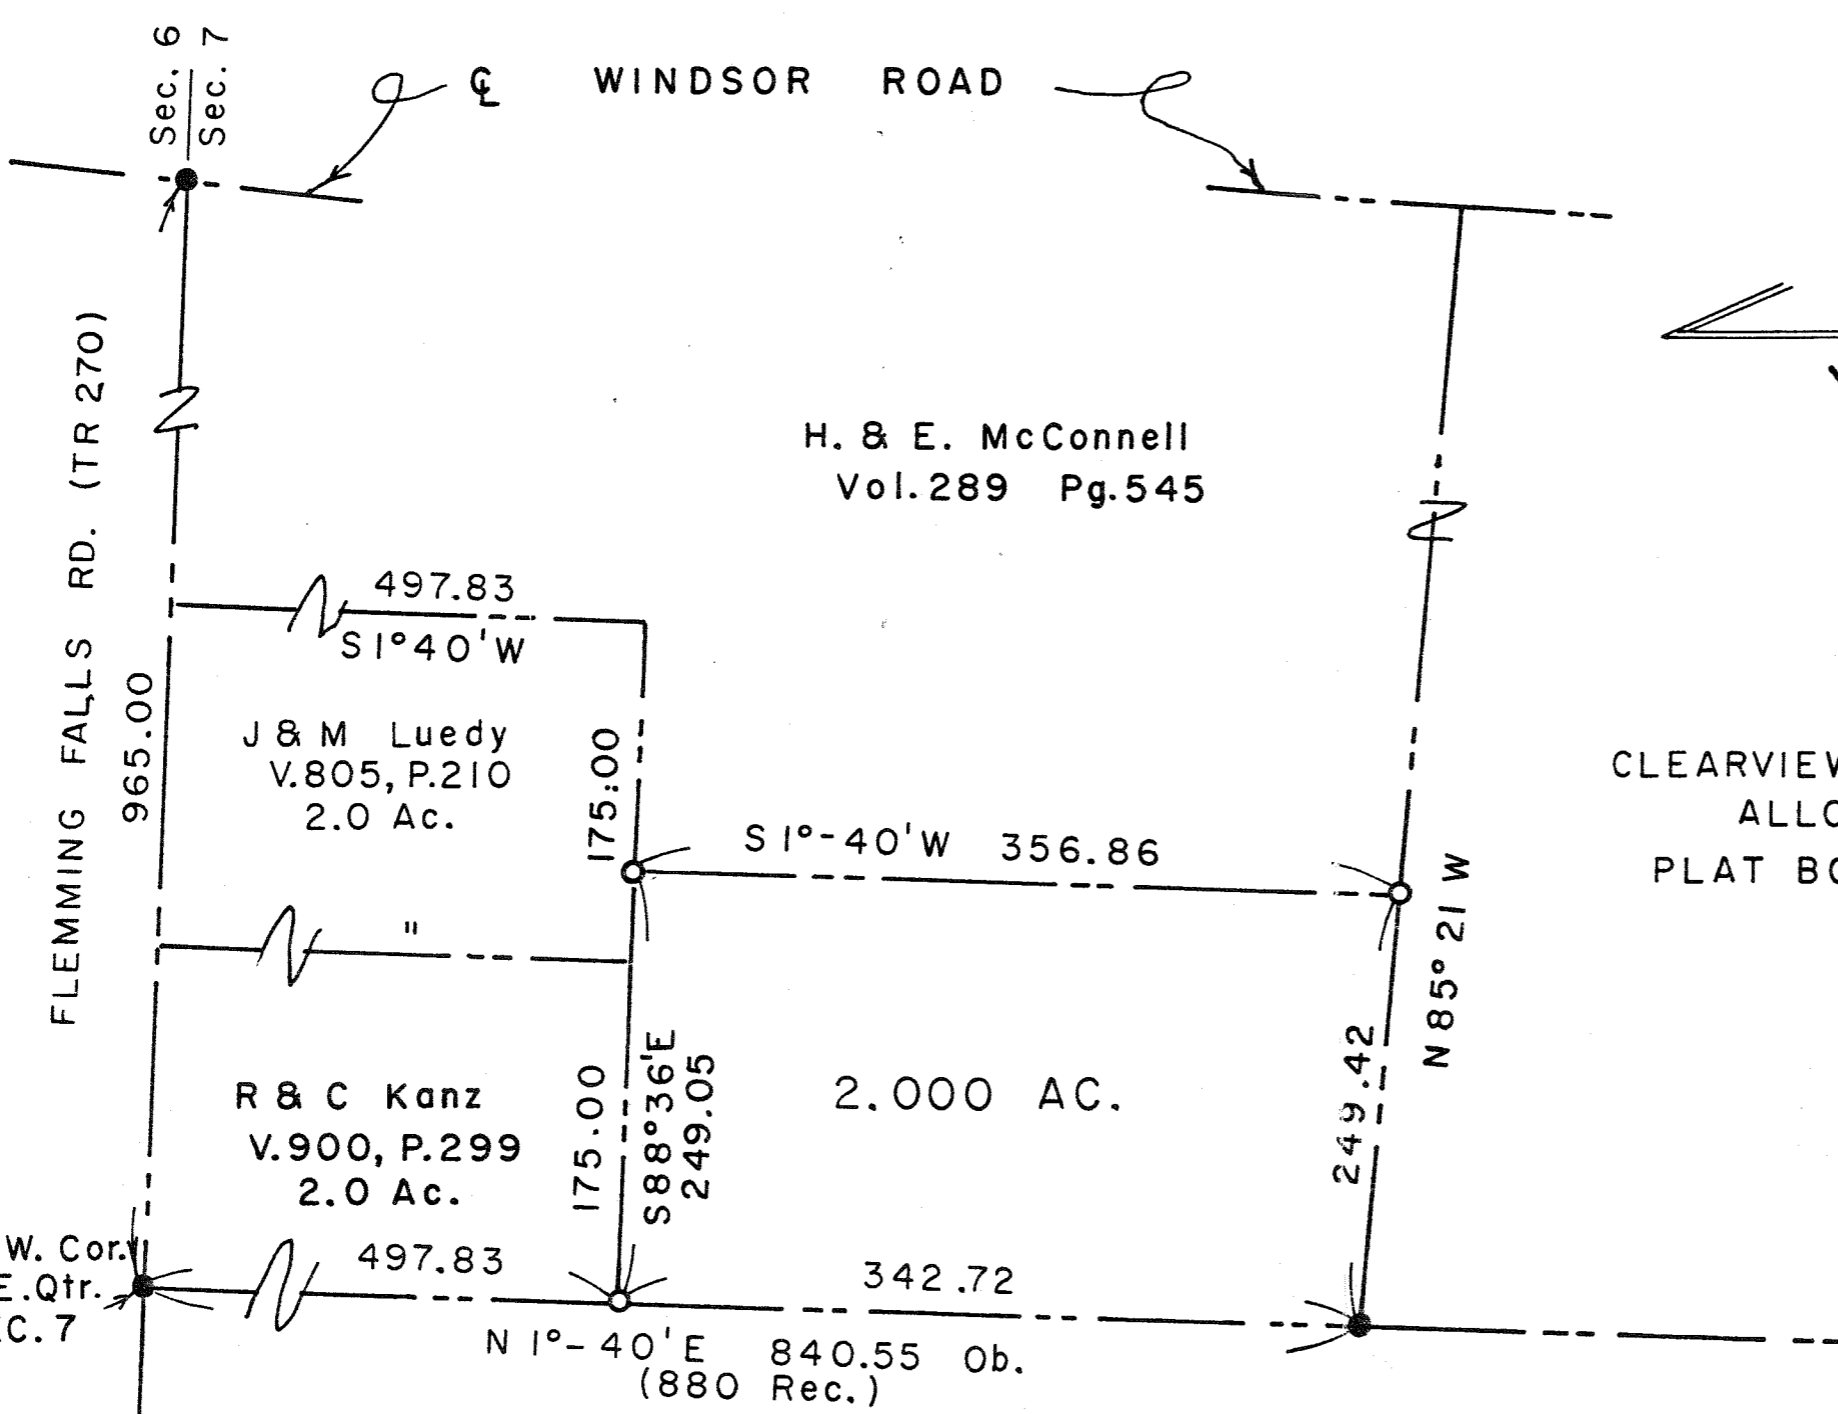 Sec. 6
Sec. 7
℄ WINDSOR ROAD
FLEMMING FALLS RD. (TR 270)
H. & E. McConnell
Vol. 289 Pg. 545
497.83
S 1° 40' W
965.00
J & M Luedy
V. 805, P. 210
2.0 Ac.
175.00
S 1°-40' W 356.86
CLEARVIEW
ALLO
PLAT BO
N 85° 21 W
"
R & C Kanz
V. 900, P. 299
2.0 Ac.
175.00
S 88° 36' E
249.05
2.000 AC.
249.42
W. Cor.
E. Qtr.
C. 7
497.83
342.72
N 1°-40' E 840.55 Ob.
(880 Rec.)